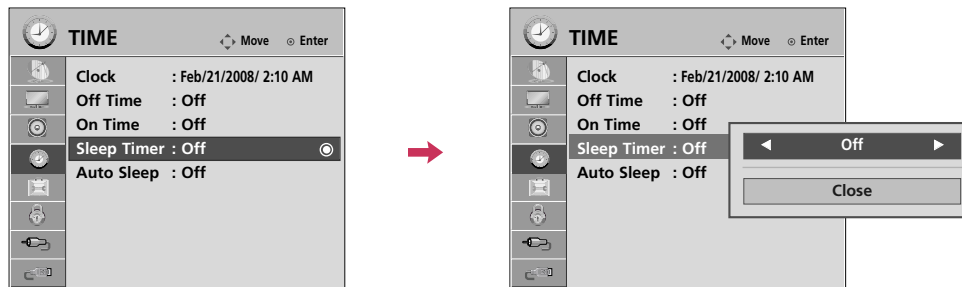 TIME Move Enter
Clock : Feb/21/2008/ 2:10 AM
Off Time : Off
On Time : Off
Sleep Timer : Off
Auto Sleep : Off
TIME Move Enter
Clock : Feb/21/2008/ 2:10 AM
Off Time : Off
On Time : Off
Sleep Timer : Off
Auto Sleep : Off
Off
Close